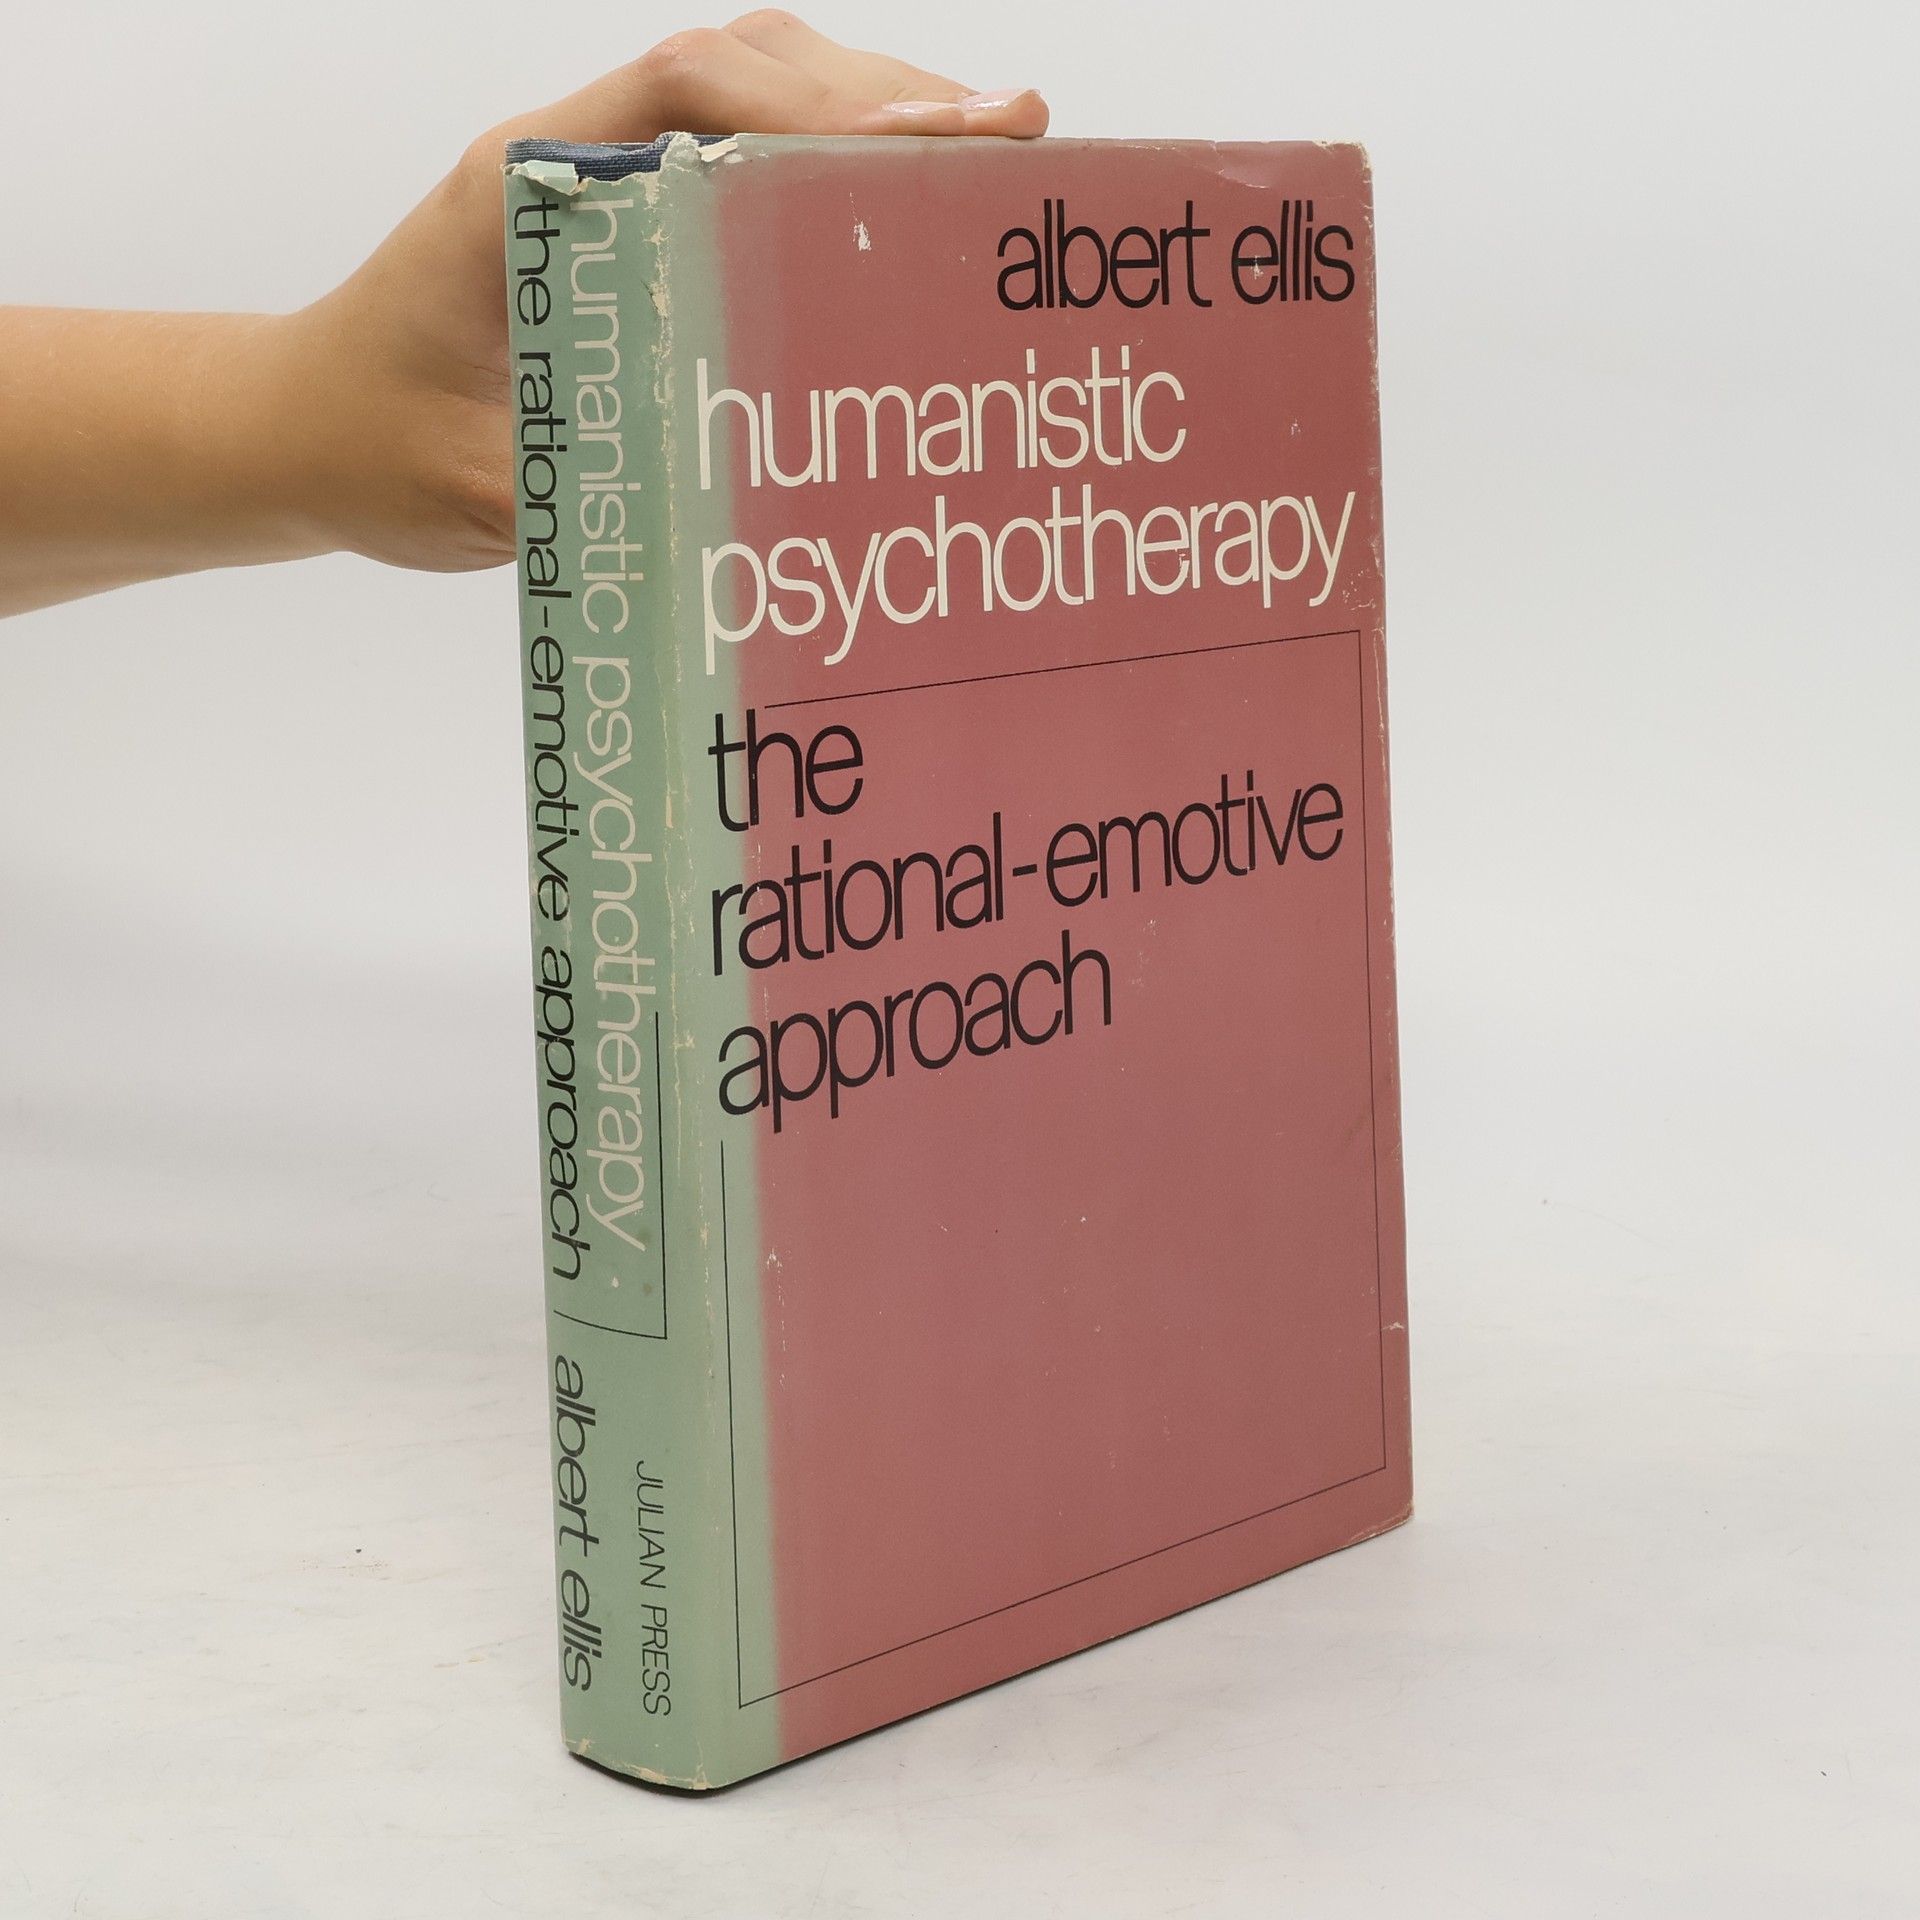 the rational-emotive approach
humanistic psychotherapy
albert ellis
JULIAN PRESS
albert ellis
humanistic
psychotherapy
the
rational-emotive
approach